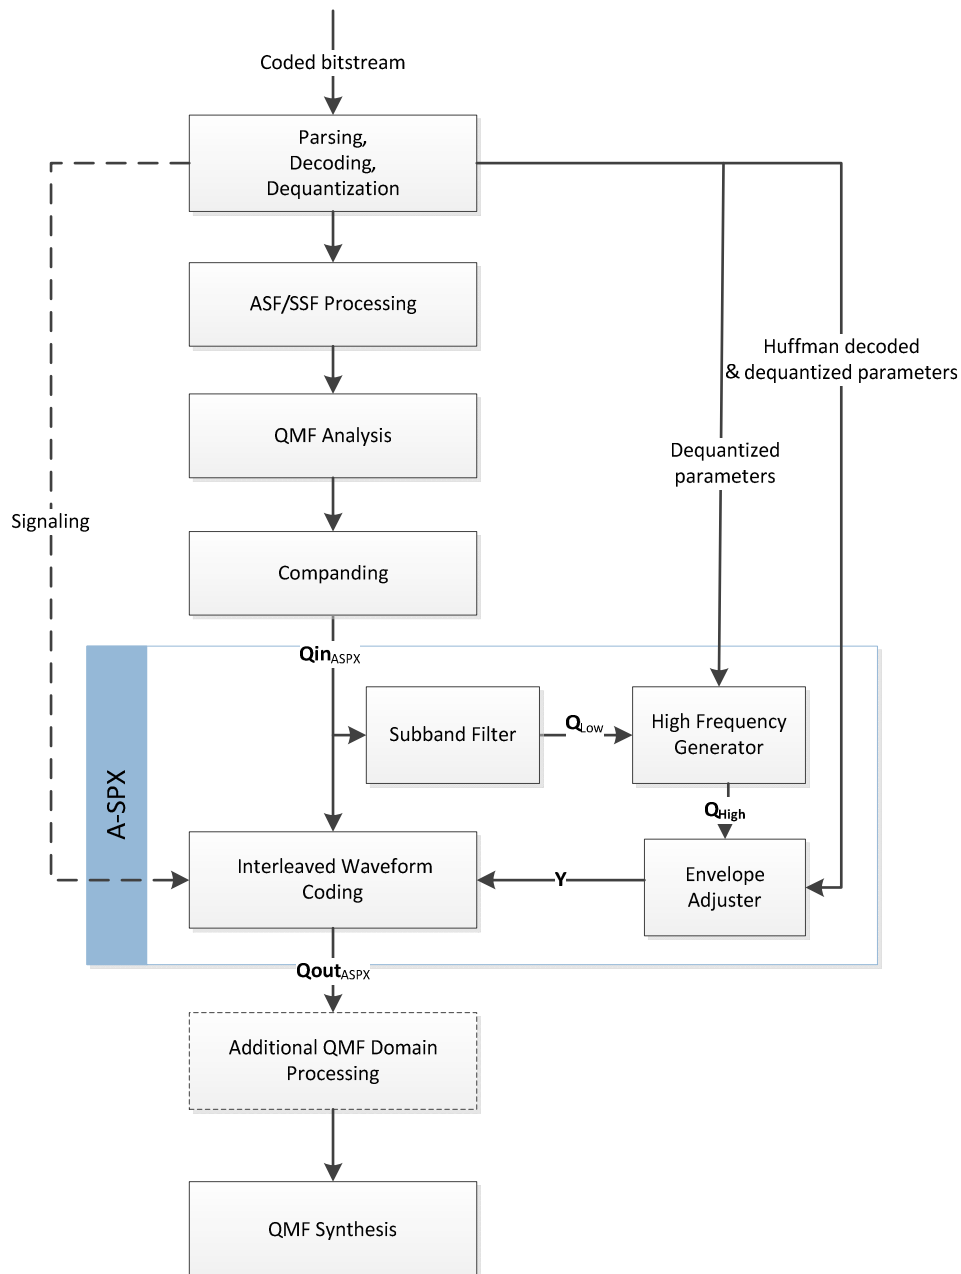 Coded bitstream
Parsing,
Decoding,
Dequantization
ASF/SSF Processing
Huffman decoded
& dequantized parameters
QMF Analysis
Dequantized
parameters
Signaling
Companding
QinASPX
Subband Filter
QLow
High Frequency
Generator
A-SPX
QHigh
Interleaved Waveform
Coding
Y
Envelope
Adjuster
QoutASPX
Additional QMF Domain
Processing
QMF Synthesis